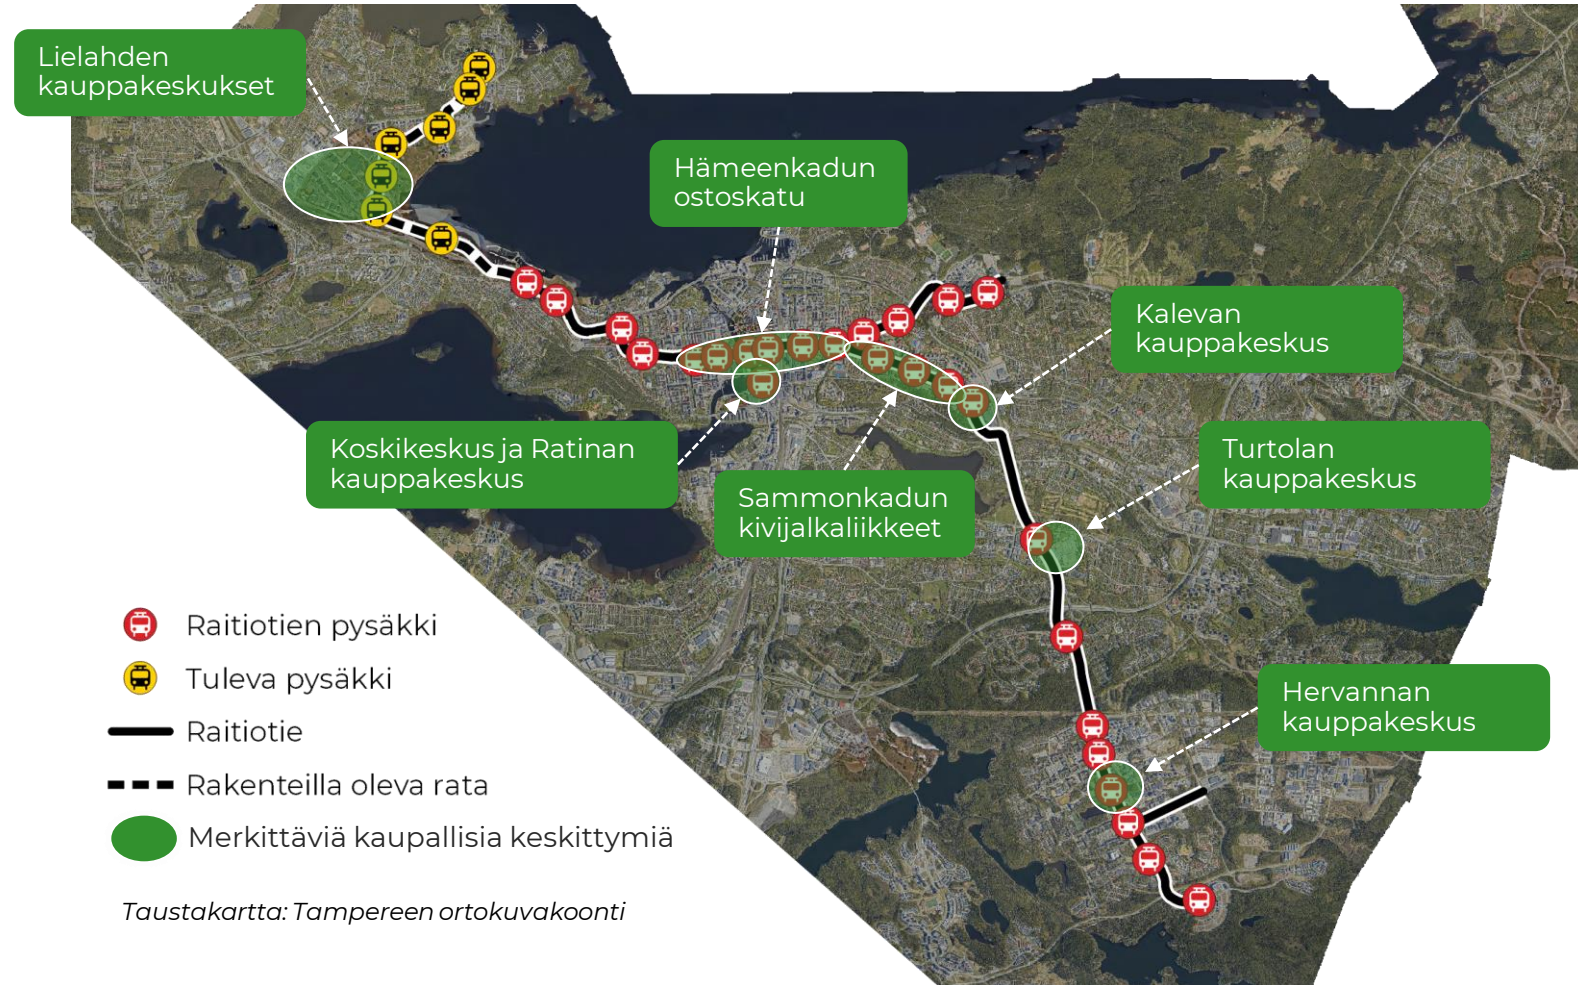 Lielahden
kauppakeskukset
Hämeenkadun
ostoskatu
Kalevan
kauppakeskus
Koskikeskus ja Ratinan
kauppakeskus
Sammonkadun
kivijalkaliikkeet
Turtolan
kauppakeskus
Hervannan
kauppakeskus
Raitiotien pysäkki
Tuleva pysäkki
Raitiotie
Rakenteilla oleva rata
Merkittäviä kaupallisia keskittymiä
Taustakartta: Tampereen ortokuvakoonti